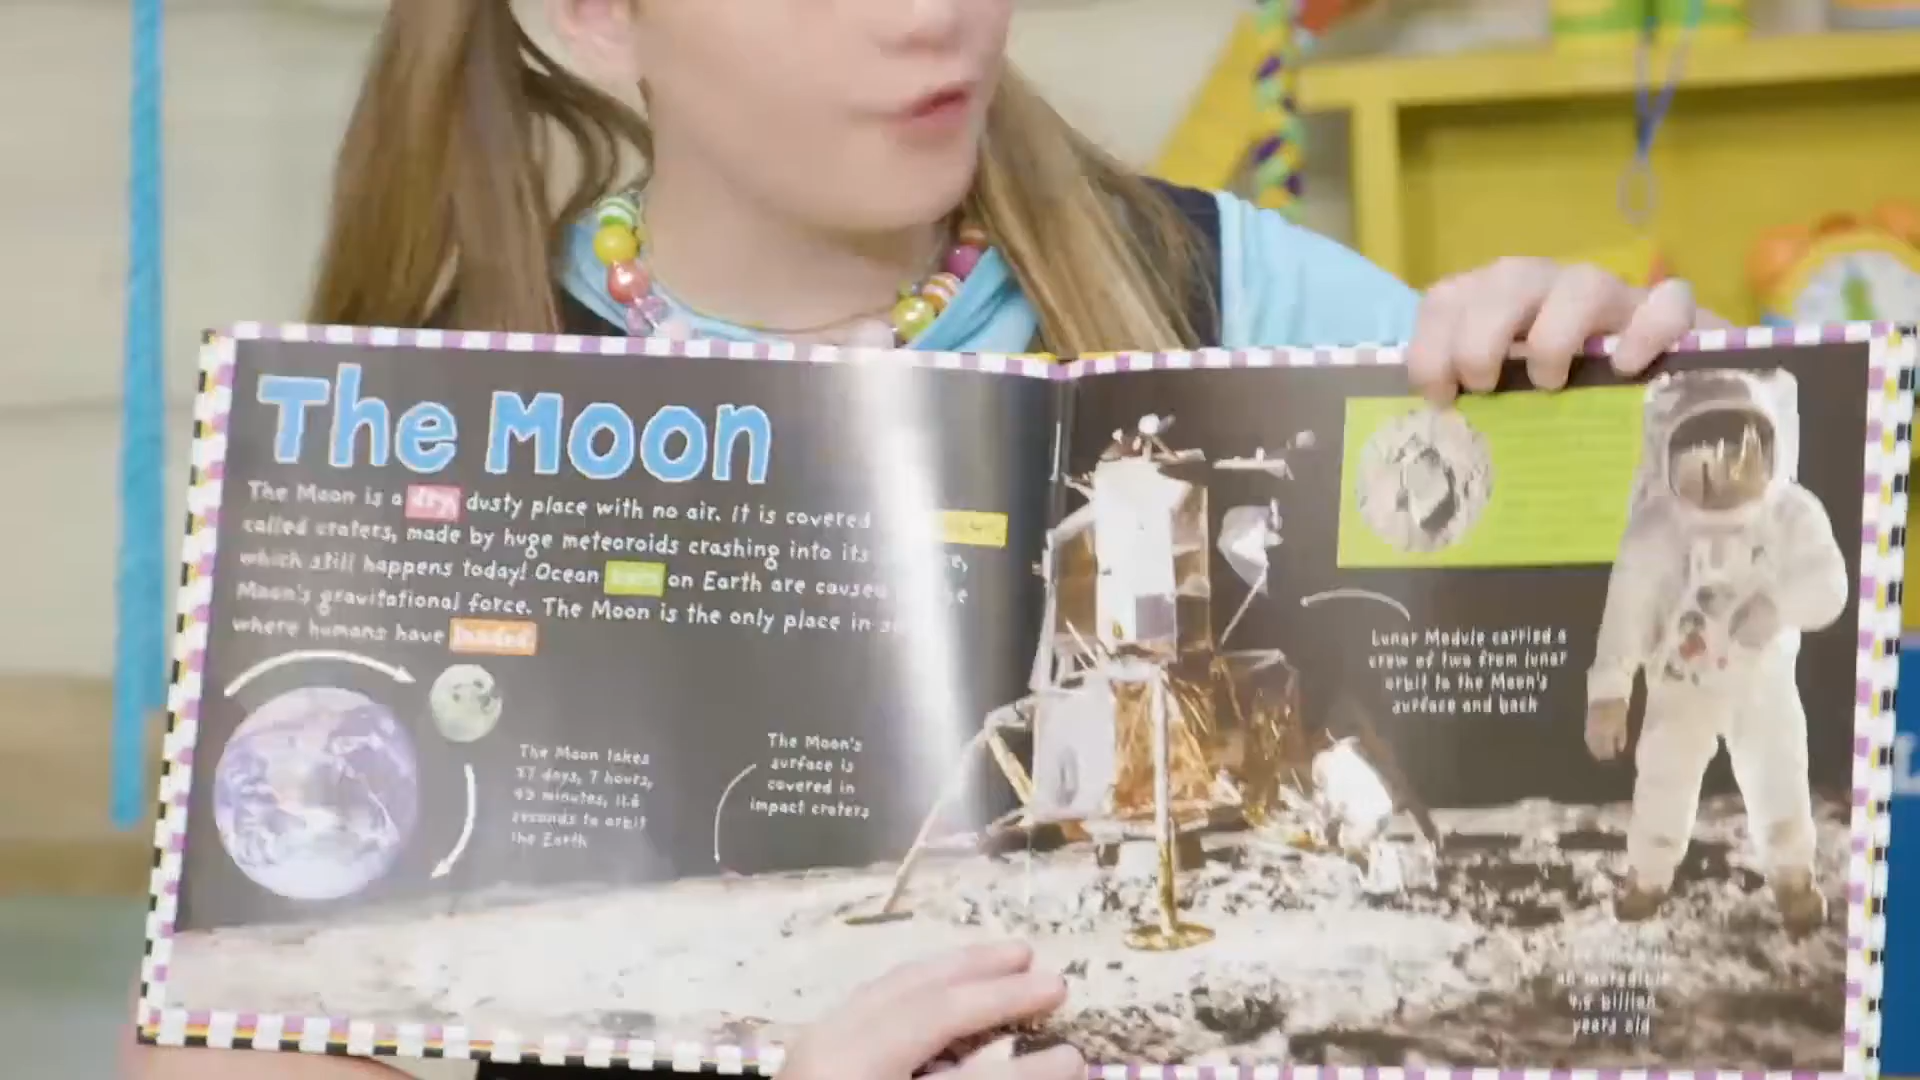 The Moon
The Moon is a dry, dusty place with no air. It is covered
called craters, made by huge meteoroids crashing into its
which still happens today! Ocean on Earth are caused
Moon's gravitational force. The Moon is the only place in
where humans have landed.
The Moon takes
27 days, 7 hours,
43 minutes, 11.6
seconds to orbit
the Earth
The Moon's
surface is
covered in
impact craters
Lunar Module carried a
crew of two from lunar
orbit to the Moon's
surface and back
an incredible
4.5 billion
years old